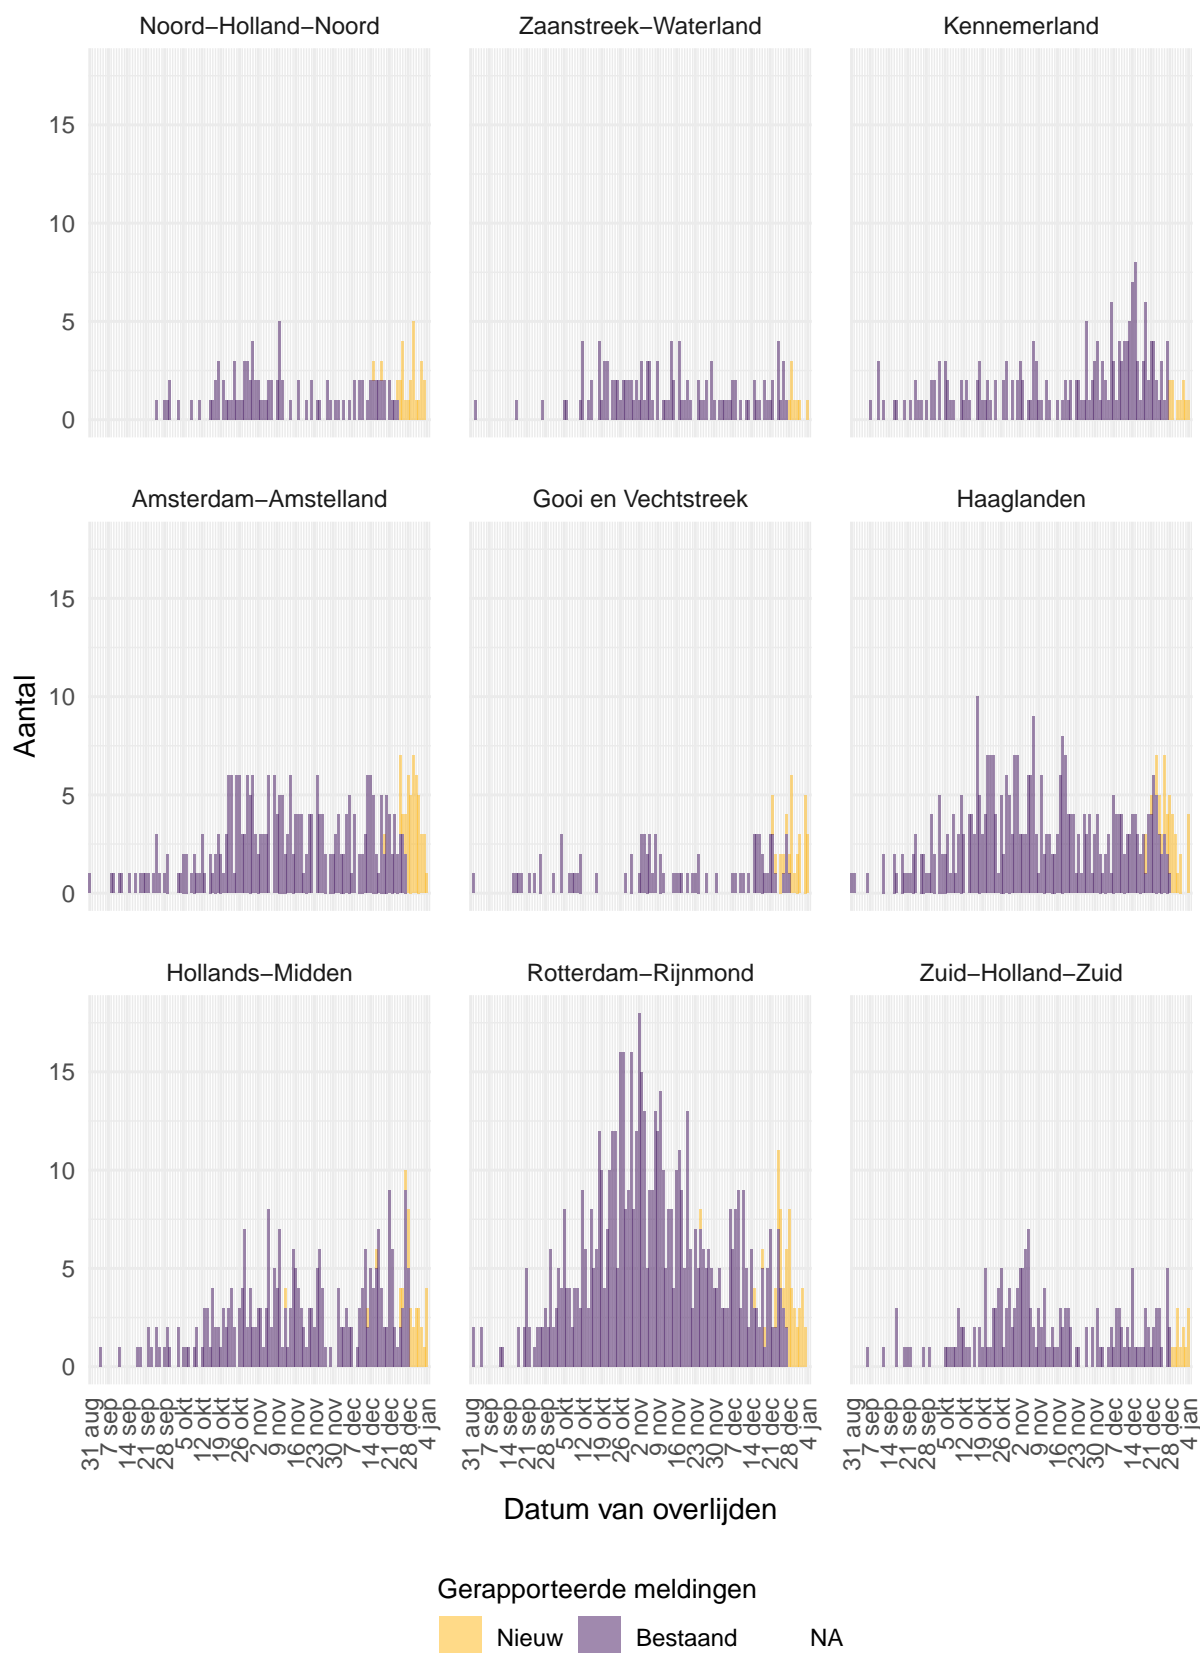 Noord–Holland–Noord Zaanstreek–Waterland Kennemerland
15
10
5
0
Amsterdam–Amstelland Gooi en Vechtstreek Haaglanden
15
10
5
0
Aantal
Hollands–Midden Rotterdam–Rijnmond Zuid–Holland–Zuid
15
10
5
0
31 aug 7 sep 14 sep 21 sep 28 sep 5 okt 12 okt 19 okt 26 okt 2 nov 9 nov 16 nov 23 nov 30 nov 7 dec 14 dec 21 dec 28 dec 4 jan
31 aug 7 sep 14 sep 21 sep 28 sep 5 okt 12 okt 19 okt 26 okt 2 nov 9 nov 16 nov 23 nov 30 nov 7 dec 14 dec 21 dec 28 dec 4 jan
31 aug 7 sep 14 sep 21 sep 28 sep 5 okt 12 okt 19 okt 26 okt 2 nov 9 nov 16 nov 23 nov 30 nov 7 dec 14 dec 21 dec 28 dec 4 jan
Datum van overlijden
Gerapporteerde meldingen
Nieuw Bestaand NA